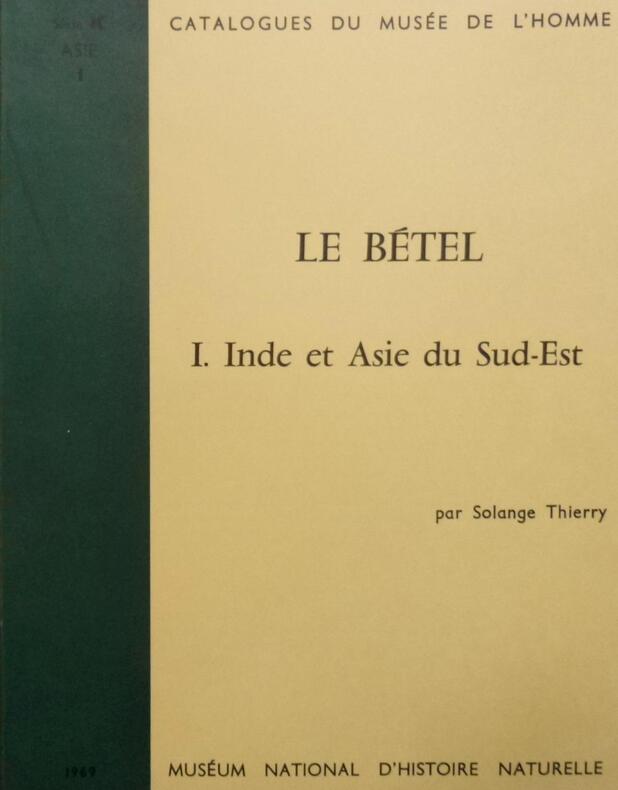 Série K
ASIE
I
CATALOGUES DU MUSÉE DE L'HOMME
LE BÉTEL
I. Inde et Asie du Sud-Est
par Solange Thierry
1969
MUSÉUM NATIONAL D'HISTOIRE NATURELLE